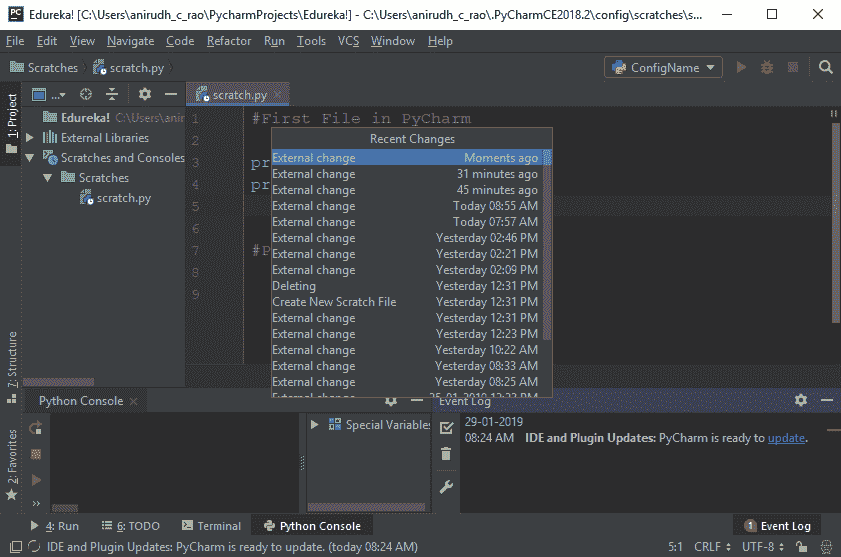 PC Edureka! [C:\Users\anirudh_c_rao\PycharmProjects\Edureka!] - C:\Users\anirudh_c_rao\.PyCharmCE2018.2\config\scratches\s...
File Edit View Navigate Code Refactor Run Tools VCS Window Help
Scratches scratch.py ConfigName
1: Project
... scratch.py
Edureka! C:\Users\anir
External Libraries
Scratches and Consoles
Scratches
scratch.py
1 #First File in PyCharm
2
3 pr
4 pr
5
6
7 #P
8
9
Recent Changes
External change Moments ago
External change 31 minutes ago
External change 45 minutes ago
External change Today 08:55 AM
External change Today 07:57 AM
External change Yesterday 02:46 PM
External change Yesterday 02:21 PM
External change Yesterday 02:09 PM
Deleting Yesterday 12:31 PM
Create New Scratch File Yesterday 12:31 PM
External change Yesterday 12:31 PM
External change Yesterday 12:23 PM
External change Yesterday 10:22 AM
External change Yesterday 08:33 AM
External change Yesterday 08:25 AM
External change
7: Structure
2: Favorites
Python Console
Special Variables
Event Log
29-01-2019
08:24 AM IDE and Plugin Updates: PyCharm is ready to update.
4: Run 6: TODO Terminal Python Console 1 Event Log
IDE and Plugin Updates: PyCharm is ready to update. (today 08:24 AM) 5:1 CRLF UTF-8